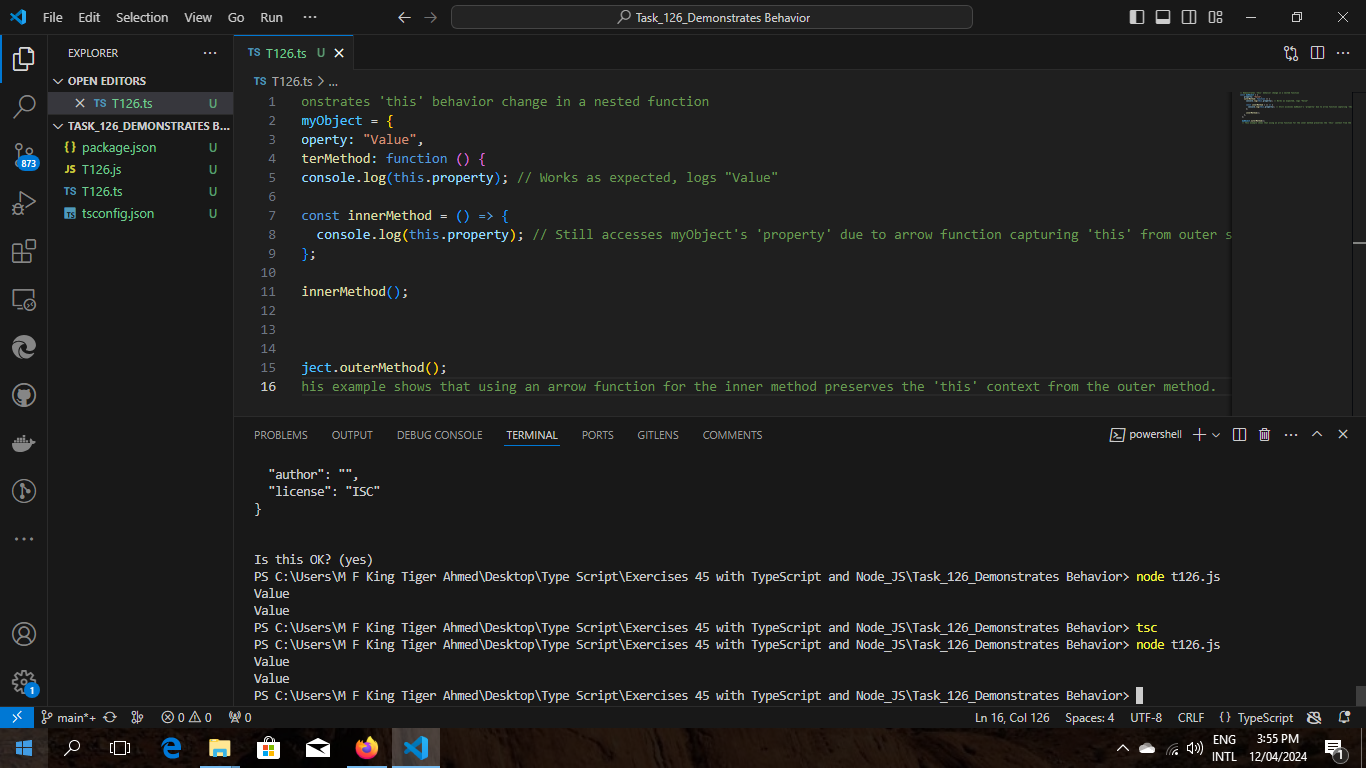 File Edit Selection View Go Run ···
Task_126_Demonstrates Behavior
EXPLORER
OPEN EDITORS
TS T126.ts U
TASK_126_DEMONSTRATES B...
{} package.json U
JS T126.js U
TS T126.ts U
TS tsconfig.json U
873
1
TS T126.ts U
TS T126.ts > ...
1 onstrates 'this' behavior change in a nested function
2 myObject = {
3 operty: "Value",
4 terMethod: function () {
5 console.log(this.property); // Works as expected, logs "Value"
6
7 const innerMethod = () => {
8 console.log(this.property); // Still accesses myObject's 'property' due to arrow function capturing 'this' from outer s
9 };
10
11 innerMethod();
12
13
14
15 ject.outerMethod();
16 his example shows that using an arrow function for the inner method preserves the 'this' context from the outer method.
PROBLEMS OUTPUT DEBUG CONSOLE TERMINAL PORTS GITLENS COMMENTS
powershell
"author": "",
"license": "ISC"
}
Is this OK? (yes)
PS C:\Users\M F King Tiger Ahmed\Desktop\Type Script\Exercises 45 with TypeScript and Node_JS\Task_126_Demonstrates Behavior> node t126.js
Value
Value
PS C:\Users\M F King Tiger Ahmed\Desktop\Type Script\Exercises 45 with TypeScript and Node_JS\Task_126_Demonstrates Behavior> tsc
PS C:\Users\M F King Tiger Ahmed\Desktop\Type Script\Exercises 45 with TypeScript and Node_JS\Task_126_Demonstrates Behavior> node t126.js
Value
Value
PS C:\Users\M F King Tiger Ahmed\Desktop\Type Script\Exercises 45 with TypeScript and Node_JS\Task_126_Demonstrates Behavior>
main*+ 0 0 0
Ln 16, Col 126 Spaces: 4 UTF-8 CRLF {} TypeScript
ENG
INTL
3:55 PM
12/04/2024
1